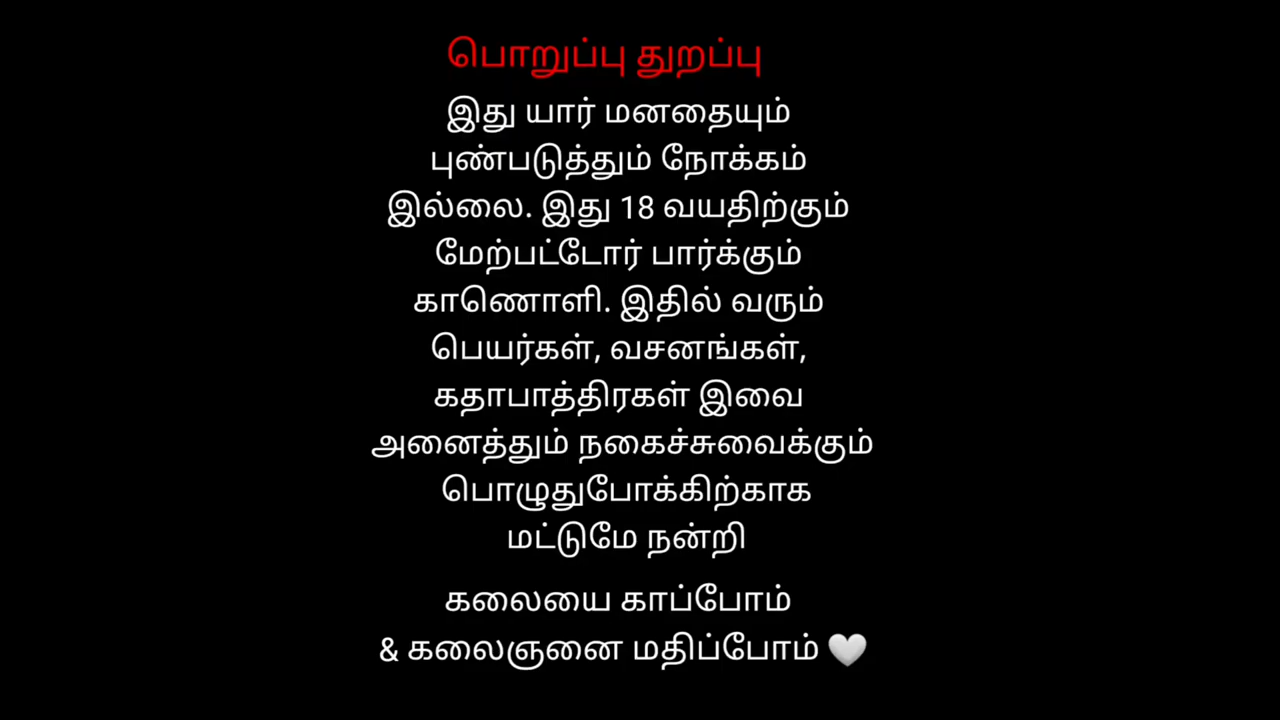 பொறுப்பு துறப்பு
இது யார் மனதையும்
புண்படுத்தும் நோக்கம்
இல்லை. இது 18 வயதிற்கும்
மேற்பட்டோர் பார்க்கும்
காணொளி. இதில் வரும்
பெயர்கள், வசனங்கள்,
கதாபாத்திரகள் இவை
அனைத்தும் நகைச்சுவைக்கும்
பொழுதுபோக்கிற்காக
மட்டுமே நன்றி
கலையை காப்போம்
& கலைஞனை மதிப்போம் 🤍